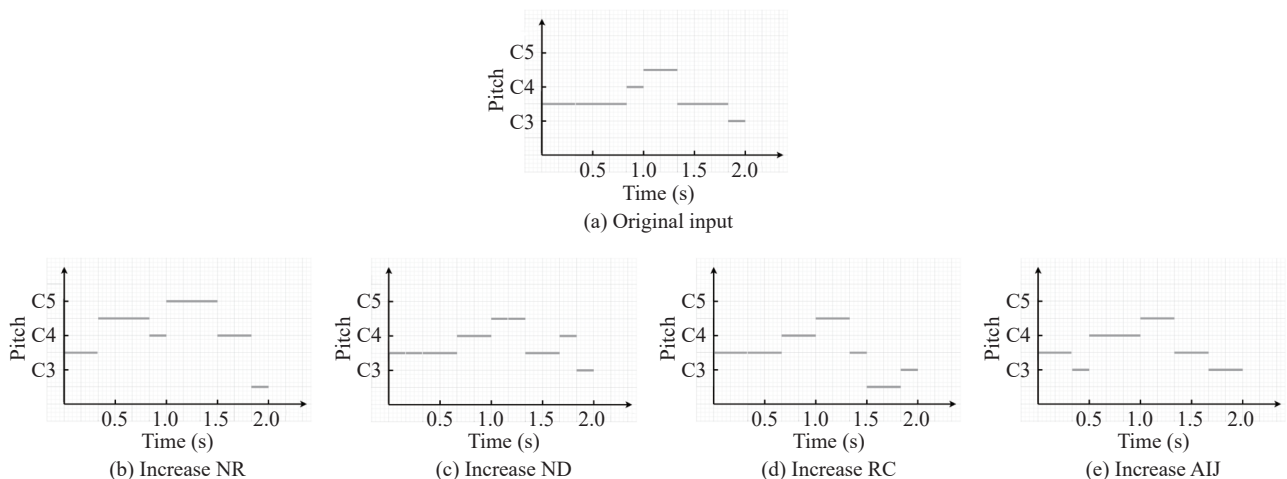 C5
C4
C3
Pitch
0.5 1.0 1.5 2.0
Time (s)
(a) Original input
C5
C4
C3
Pitch
0.5 1.0 1.5 2.0
Time (s)
(b) Increase NR
C5
C4
C3
Pitch
0.5 1.0 1.5 2.0
Time (s)
(c) Increase ND
C5
C4
C3
Pitch
0.5 1.0 1.5 2.0
Time (s)
(d) Increase RC
C5
C4
C3
Pitch
0.5 1.0 1.5 2.0
Time (s)
(e) Increase AIJ